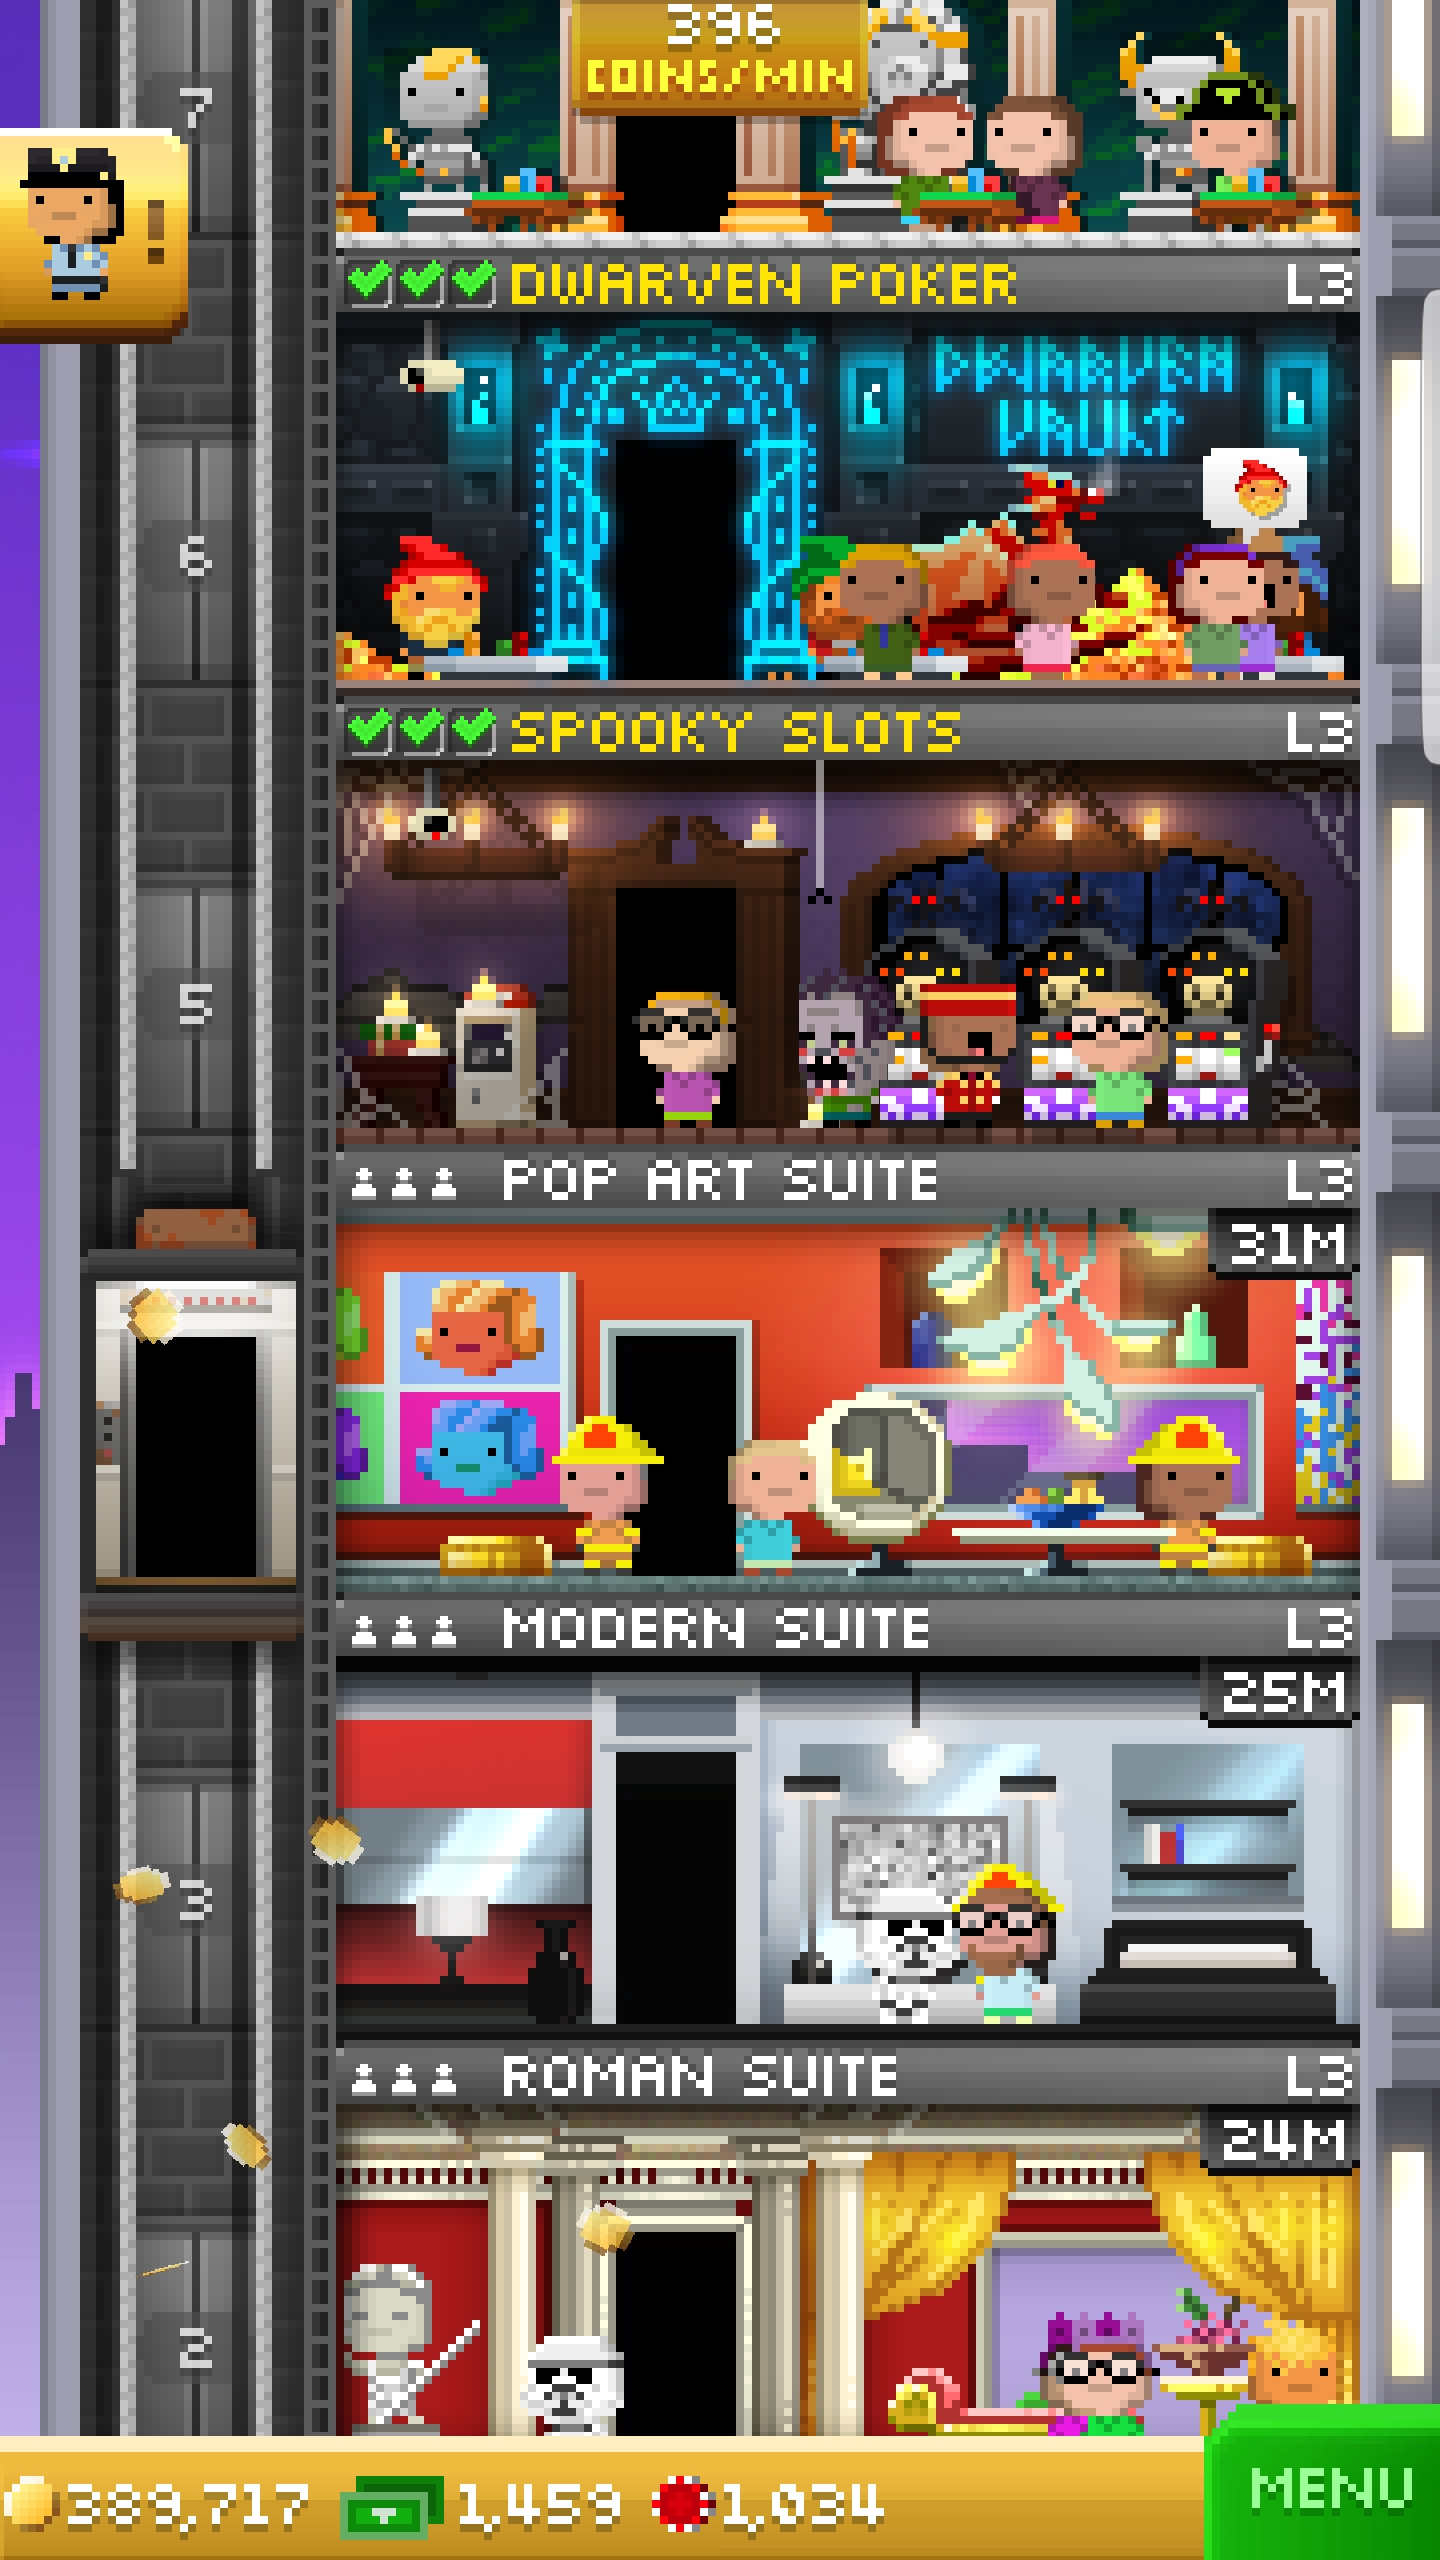 396
COINS/MIN
7
!
DWARVEN POKER L3
DWARVEN
VAULT
6
SPOOKY SLOTS L3
5
POP ART SUITE L3
31M
MODERN SUITE L3
25M
3
ROMAN SUITE L3
24M
2
389,717 1,459 1,034
MENU